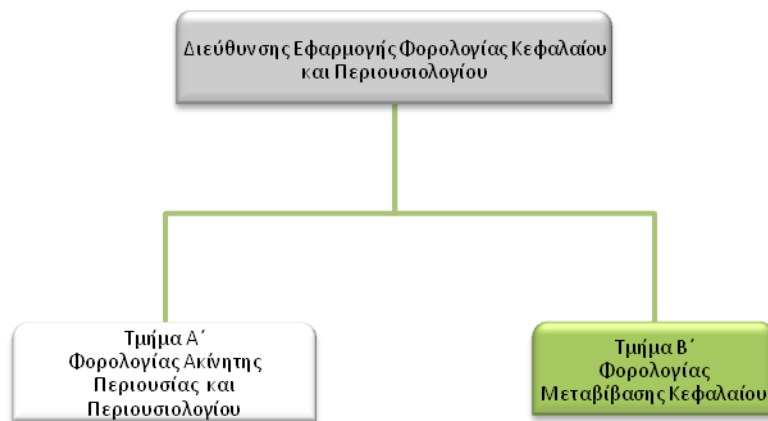 Διεύθυνσης Εφαρμογής Φορολογίας Κεφαλαίου
και Περιουσιολογίου
Τμήμα Α΄
Φορολογίας Ακίνητης
Περιουσίας και
Περιουσιολογίου
Τμήμα Β΄
Φορολογίας
Μεταβίβασης Κεφαλαίου